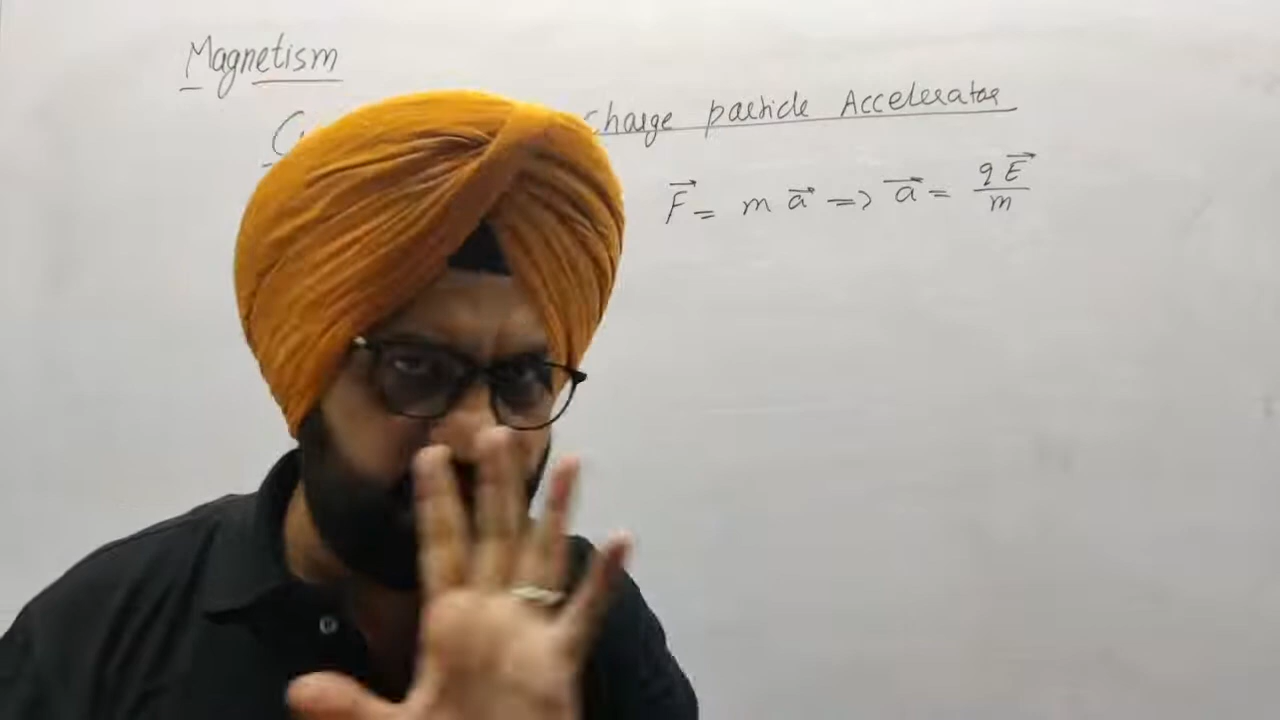 Magnetism
charge particle Accelerator
F⃗ = m a⃗ => a⃗ = qE⃗/m